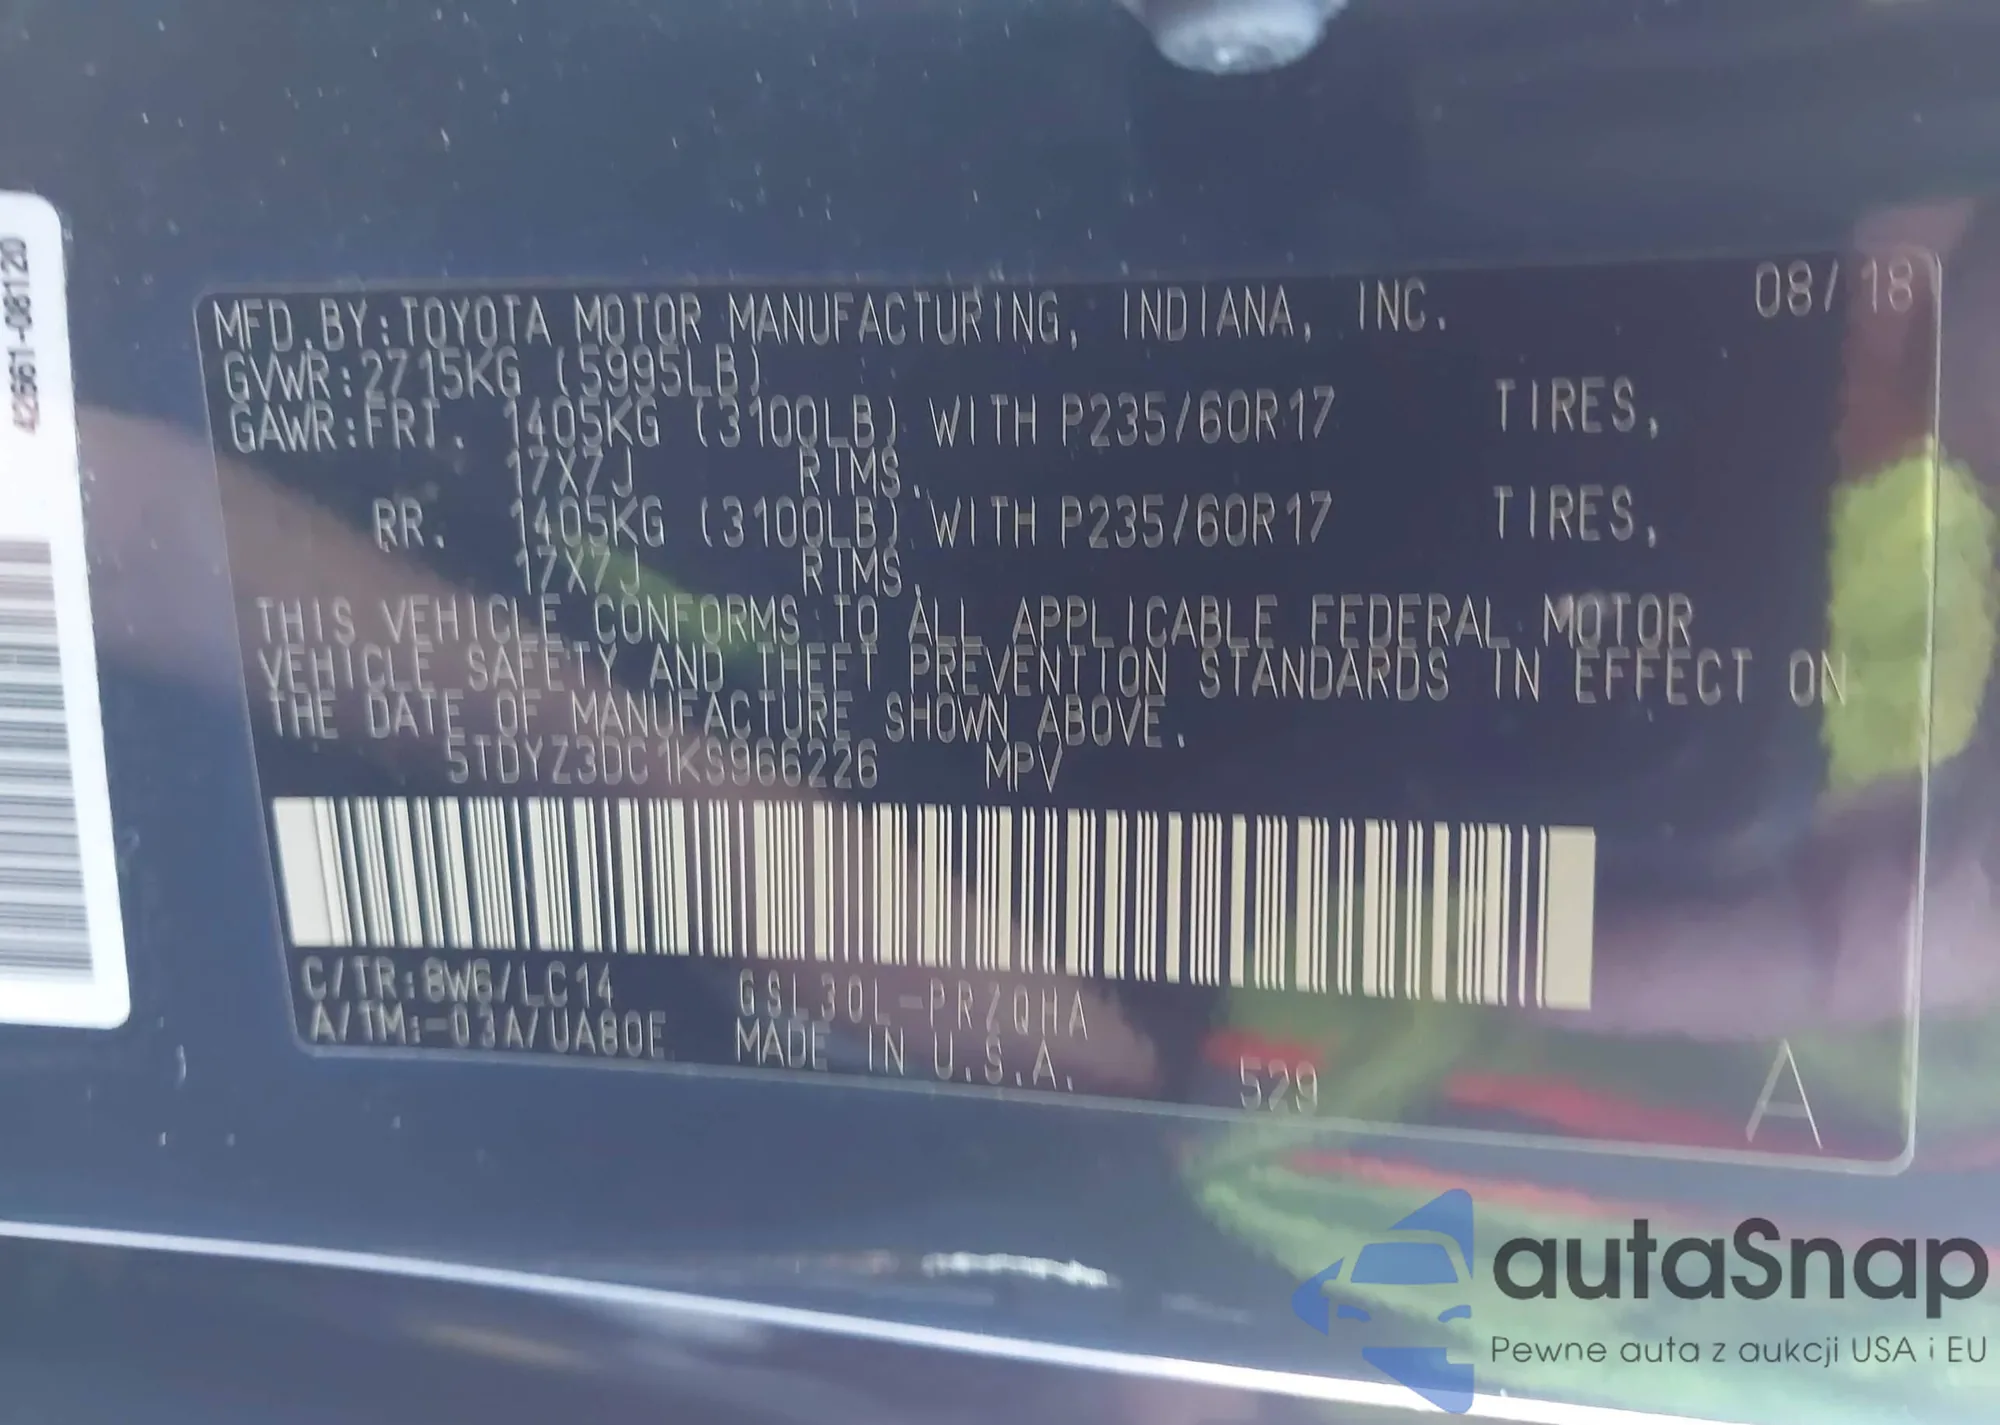 42661-08120
MFD.BY:TOYOTA MOTOR MANUFACTURING, INDIANA, INC. 08/18
GVWR:2715KG (5995LB)
GAWR:FRT. 1405KG (3100LB) WITH P235/60R17 TIRES,
17X7J RIMS,
RR. 1405KG (3100LB) WITH P235/60R17 TIRES,
17X7J RIMS,
THIS VEHICLE CONFORMS TO ALL APPLICABLE FEDERAL MOTOR
VEHICLE SAFETY AND THEFT PREVENTION STANDARDS IN EFFECT ON
THE DATE OF MANUFACTURE SHOWN ABOVE.
5TDYZ3DC1KS966226 MPV
C/TR:8W6/LC14 GSL30L-PRZQHA
A/TM:-03A/UA80E MADE IN U.S.A. 529 A
autaSnap
Pewne auta z aukcji USA i EU